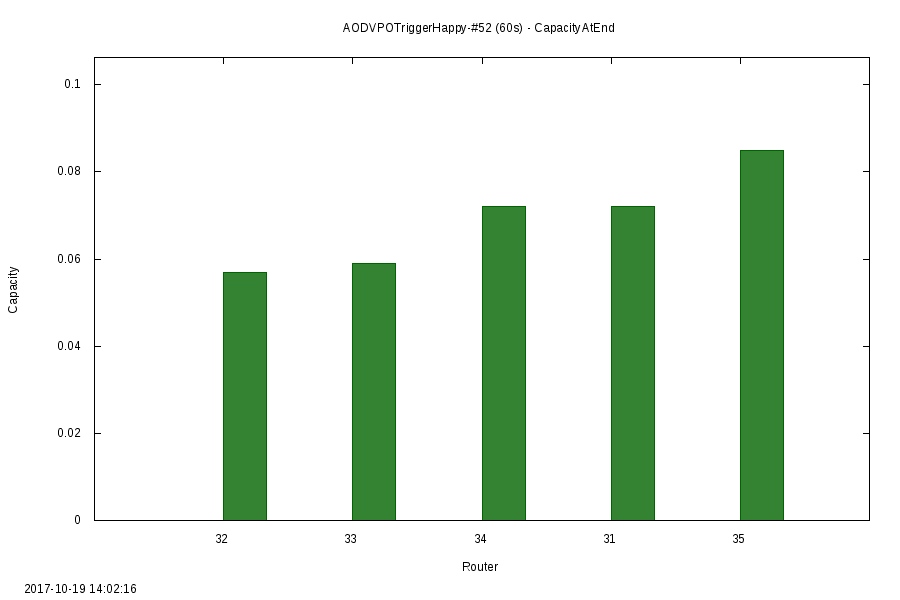 AODVPOTriggerHappy-#52 (60s) - CapacityAtEnd
0.1
0.08
0.06
0.04
0.02
0
Capacity
32 33 34 31 35
Router
2017-10-19 14:02:16